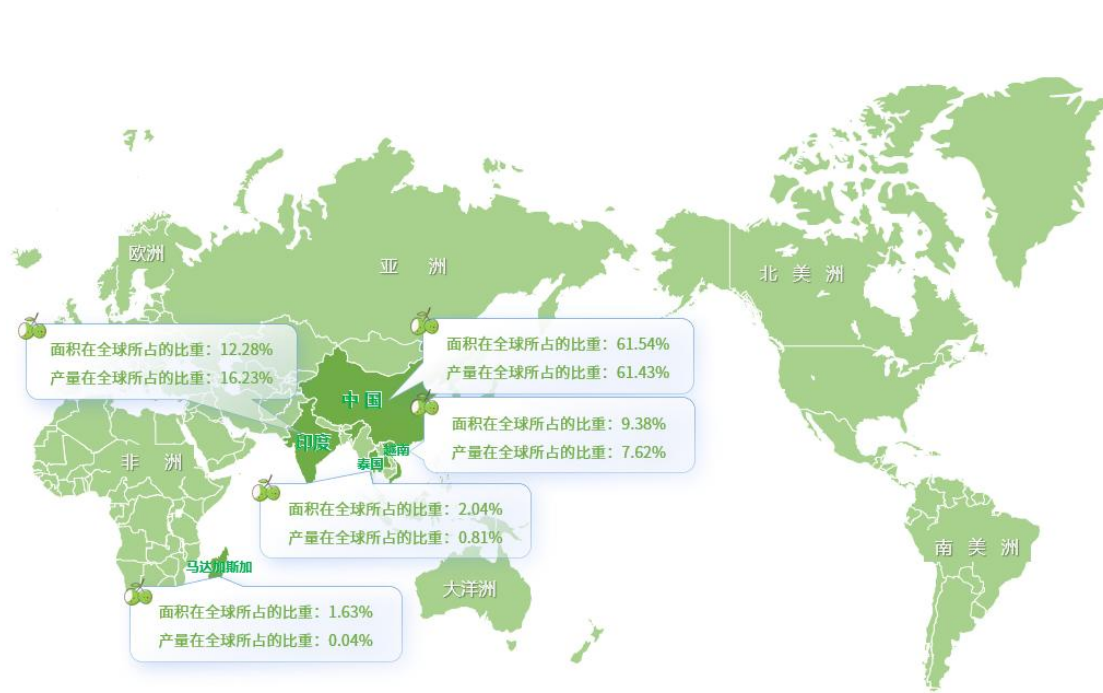 欧洲
亚 洲
北 美 洲
面积在全球所占的比重：12.28%
产量在全球所占的比重：16.23%
面积在全球所占的比重：61.54%
产量在全球所占的比重：61.43%
中国
面积在全球所占的比重：9.38%
产量在全球所占的比重：7.62%
印度
越南
泰国
非 洲
面积在全球所占的比重：2.04%
产量在全球所占的比重：0.81%
南 美 洲
马达加斯加
大洋洲
面积在全球所占的比重：1.63%
产量在全球所占的比重：0.04%